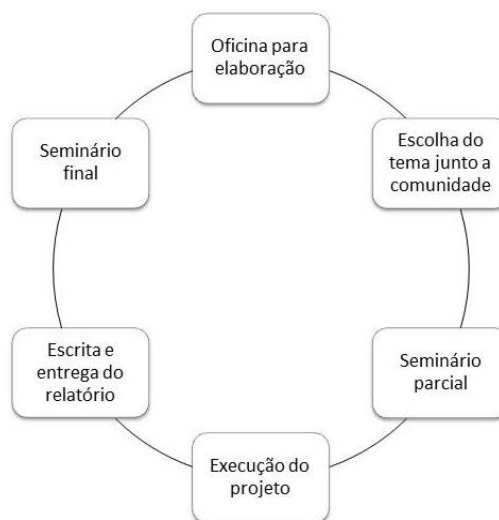 Oficina para
elaboração
Escolha do
tema junto a
comunidade
Seminário
parcial
Execução do
projeto
Escrita e
entrega do
relatório
Seminário
final